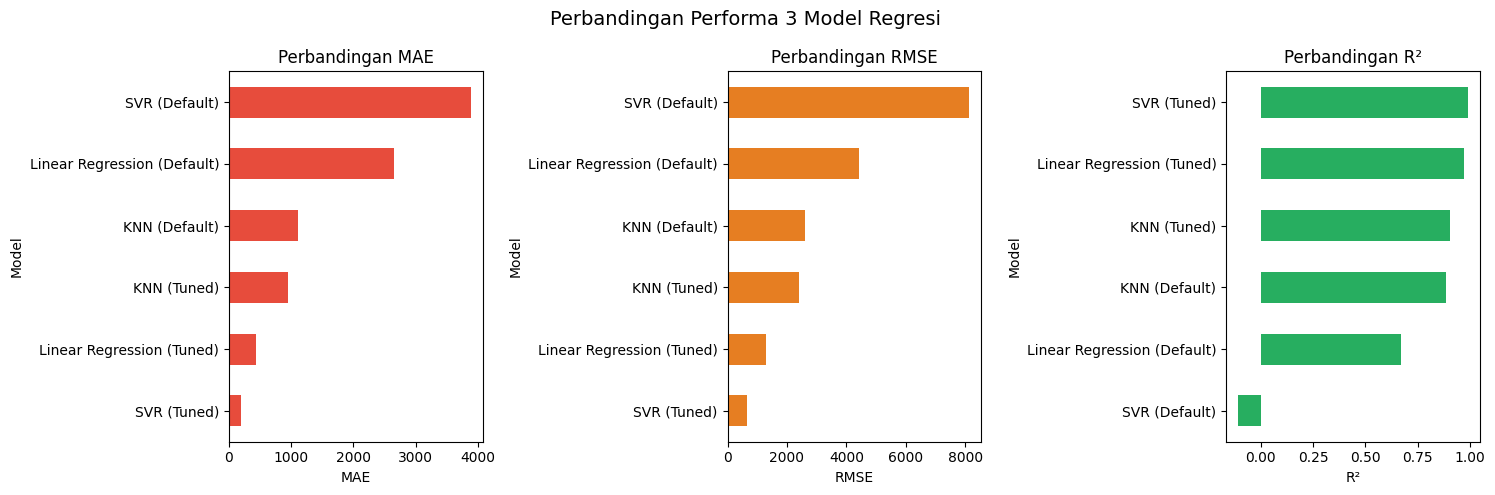 Perbandingan Performa 3 Model Regresi
Perbandingan MAE
Model
SVR (Default)
Linear Regression (Default)
KNN (Default)
KNN (Tuned)
Linear Regression (Tuned)
SVR (Tuned)
0 1000 2000 3000 4000
MAE
Perbandingan RMSE
Model
SVR (Default)
Linear Regression (Default)
KNN (Default)
KNN (Tuned)
Linear Regression (Tuned)
SVR (Tuned)
0 2000 4000 6000 8000
RMSE
Perbandingan R²
Model
SVR (Tuned)
Linear Regression (Tuned)
KNN (Tuned)
KNN (Default)
Linear Regression (Default)
SVR (Default)
0.00 0.25 0.50 0.75 1.00
R²